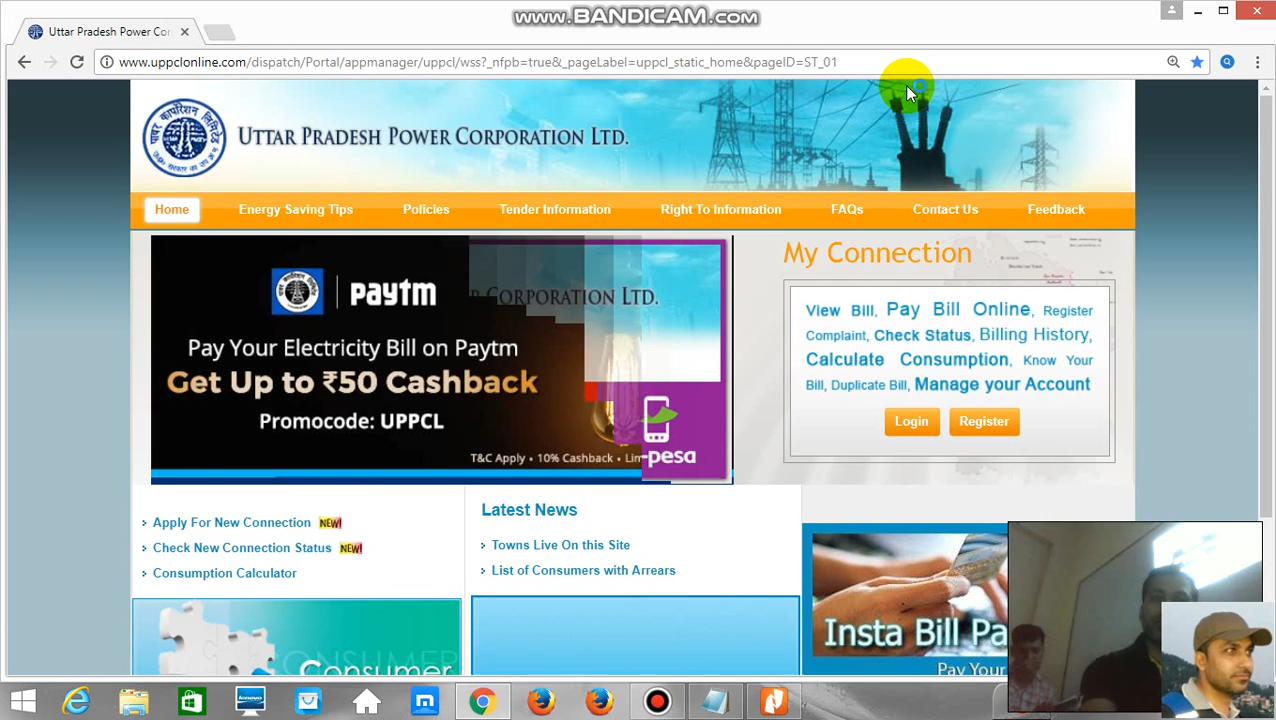 www.BANDICAM.com
Uttar Pradesh Power Cor
www.uppclonline.com/dispatch/Portal/appmanager/uppcl/wss?_nfpb=true&_pageLabel=uppcl_static_home&pageID=ST_01
UTTAR PRADESH POWER CORPORATION LTD.
Home
Energy Saving Tips
Policies
Tender Information
Right To Information
FAQs
Contact Us
Feedback
paytm
CORPORATION LTD.
Pay Your Electricity Bill on Paytm
Get Up to ₹50 Cashback
Promocode: UPPCL
T&C Apply • 10% Cashback • Lim
-pesa
My Connection
View Bill, Pay Bill Online, Register
Complaint, Check Status, Billing History,
Calculate Consumption, Know Your
Bill, Duplicate Bill, Manage your Account
Login
Register
Apply For New Connection NEW!
Check New Connection Status NEW!
Consumption Calculator
Latest News
Towns Live On this Site
List of Consumers with Arrears
CONSUMER
Consumer
Insta Bill Pa
Pay Your
lenovo